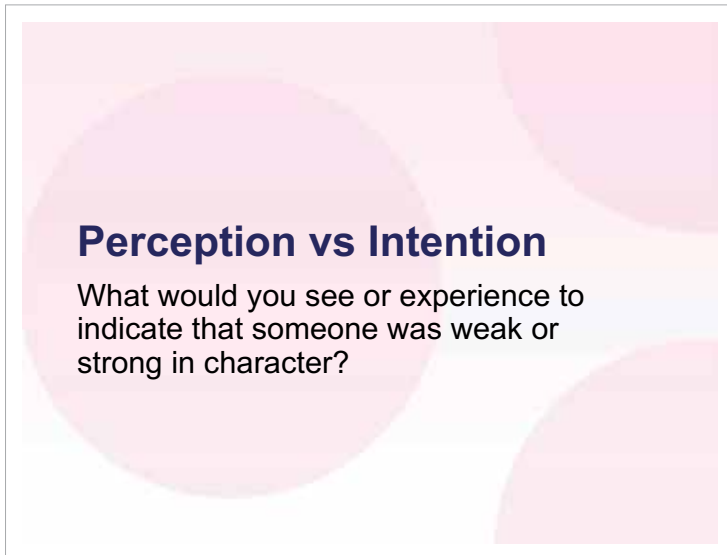 Perception vs Intention
What would you see or experience to
indicate that someone was weak or
strong in character?